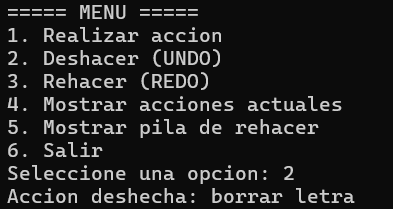 ===== MENU =====
1. Realizar accion
2. Deshacer (UNDO)
3. Rehacer (REDO)
4. Mostrar acciones actuales
5. Mostrar pila de rehacer
6. Salir
Seleccione una opcion: 2
Accion deshecha: borrar letra